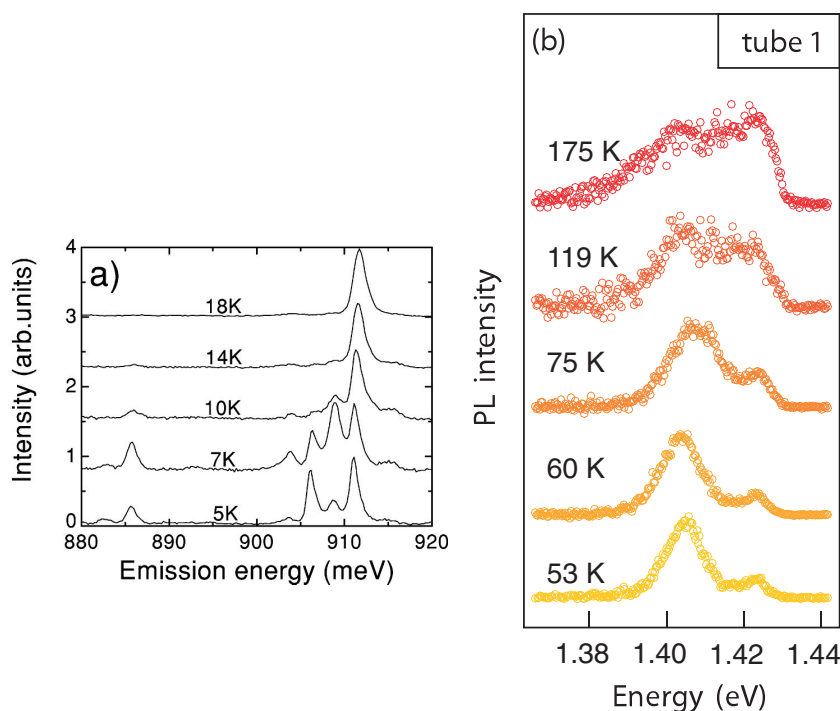 a)
4
3
2
1
0
18K
14K
10K
7K
5K
880 890 900 910 920
Emission energy (meV)
Intensity (arb.units)
(b)
tube 1
175 K
119 K
75 K
60 K
53 K
PL intensity
1.38 1.40 1.42 1.44
Energy (eV)